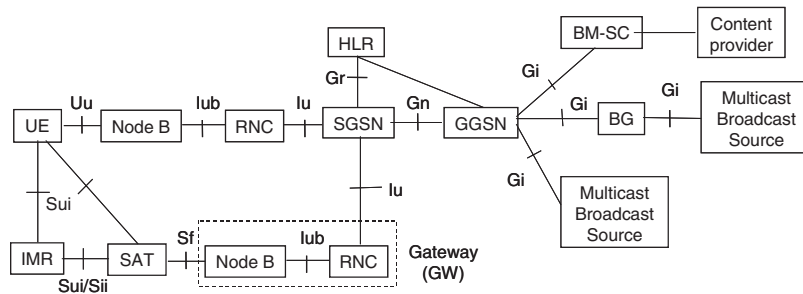 BM-SC
Content
provider
HLR
Gi
Gr
Uu
Iub
Iu
Gn
Gi
Gi
UE
Node B
RNC
SGSN
GGSN
BG
Multicast
Broadcast
Source
Gi
Sui
Iu
Multicast
Broadcast
Source
Sf
Iub
IMR
SAT
Node B
RNC
Gateway
(GW)
Sui/Sii